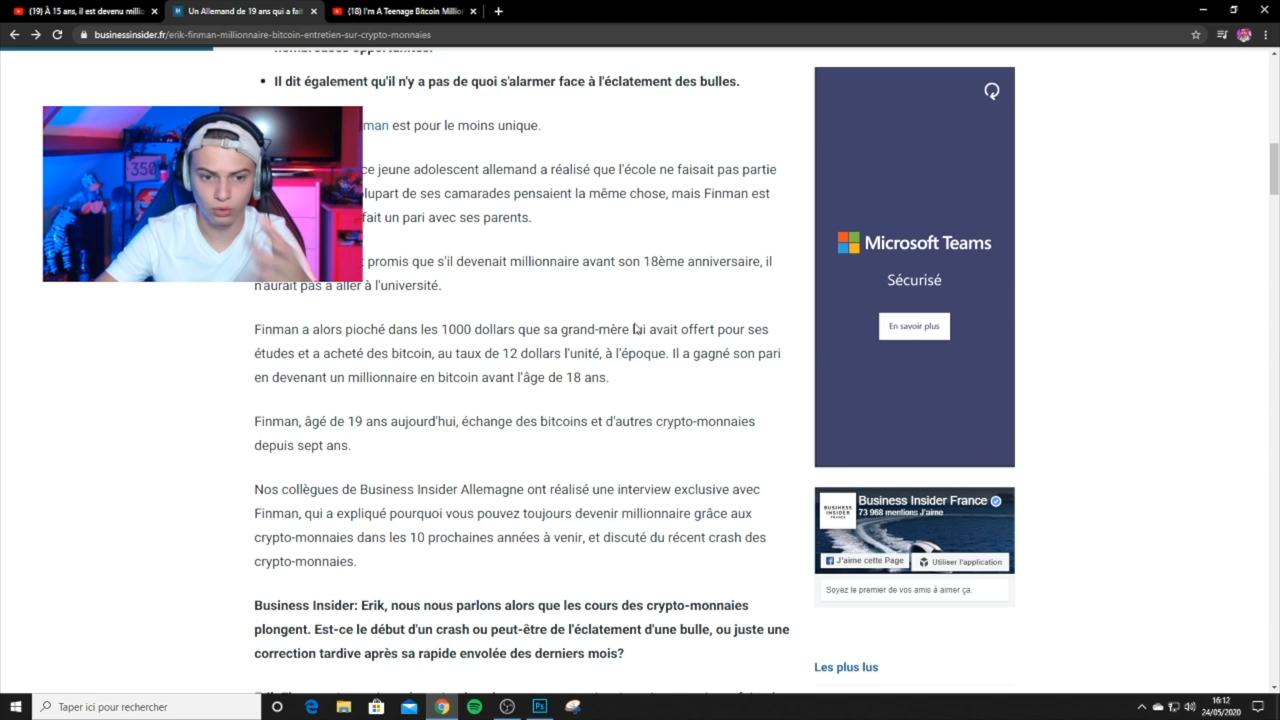 (19) À 15 ans, il est devenu millio
Un Allemand de 19 ans qui a fait
(18) I'm A Teenage Bitcoin Millio
businessinsider.fr/erik-finman-millionnaire-bitcoin-entretien-sur-crypto-monnaies
Il dit également qu'il n'y a pas de quoi s'alarmer face à l'éclatement des bulles.
man est pour le moins unique.
ce jeune adolescent allemand a réalisé que l'école ne faisait pas partie
lupart de ses camarades pensaient la même chose, mais Finman est
fait un pari avec ses parents.
promis que s'il devenait millionnaire avant son 18ème anniversaire, il
n'aurait pas à aller à l'université.
Finman a alors pioché dans les 1000 dollars que sa grand-mère lui avait offert pour ses
études et a acheté des bitcoin, au taux de 12 dollars l'unité, à l'époque. Il a gagné son pari
en devenant un millionnaire en bitcoin avant l'âge de 18 ans.
Finman, âgé de 19 ans aujourd'hui, échange des bitcoins et d'autres crypto-monnaies
depuis sept ans.
Nos collègues de Business Insider Allemagne ont réalisé une interview exclusive avec
Finman, qui a expliqué pourquoi vous pouvez toujours devenir millionnaire grâce aux
crypto-monnaies dans les 10 prochaines années à venir, et discuté du récent crash des
crypto-monnaies.
Business Insider: Erik, nous nous parlons alors que les cours des crypto-monnaies
plongent. Est-ce le début d'un crash ou peut-être de l'éclatement d'une bulle, ou juste une
correction tardive après sa rapide envolée des derniers mois?
350
Microsoft Teams
Sécurisé
En savoir plus
BUSINESS
INSIDER
FRANCE
Business Insider France
73 968 mentions J'aime
J'aime cette Page
Utiliser l'application
Soyez le premier de vos amis à aimer ça.
Les plus lus
Taper ici pour rechercher
Ps
16:12
24/05/2020